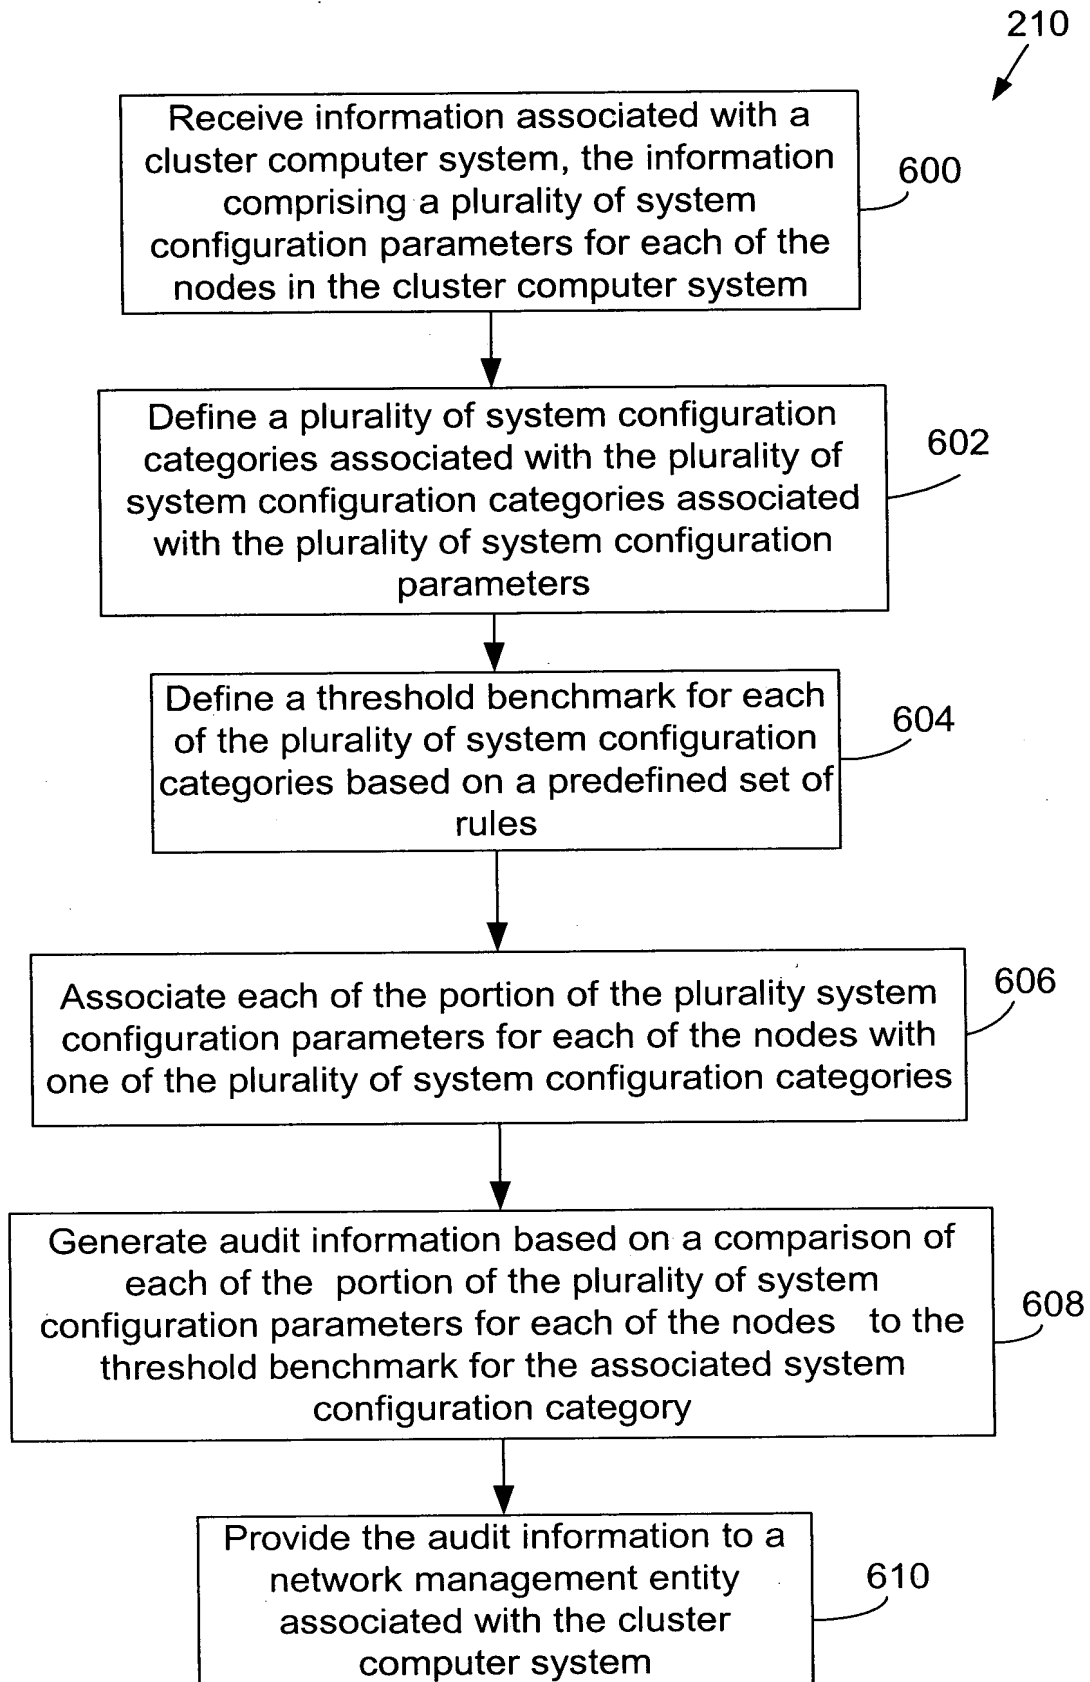 210
Receive information associated with a
cluster computer system, the information
comprising a plurality of system
configuration parameters for each of the
nodes in the cluster computer system
600
Define a plurality of system configuration
categories associated with the plurality of
system configuration categories associated
with the plurality of system configuration
parameters
602
Define a threshold benchmark for each
of the plurality of system configuration
categories based on a predefined set of
rules
604
Associate each of the portion of the plurality system
configuration parameters for each of the nodes with
one of the plurality of system configuration categories
606
Generate audit information based on a comparison of
each of the portion of the plurality of system
configuration parameters for each of the nodes to the
threshold benchmark for the associated system
configuration category
608
Provide the audit information to a
network management entity
associated with the cluster
computer system
610